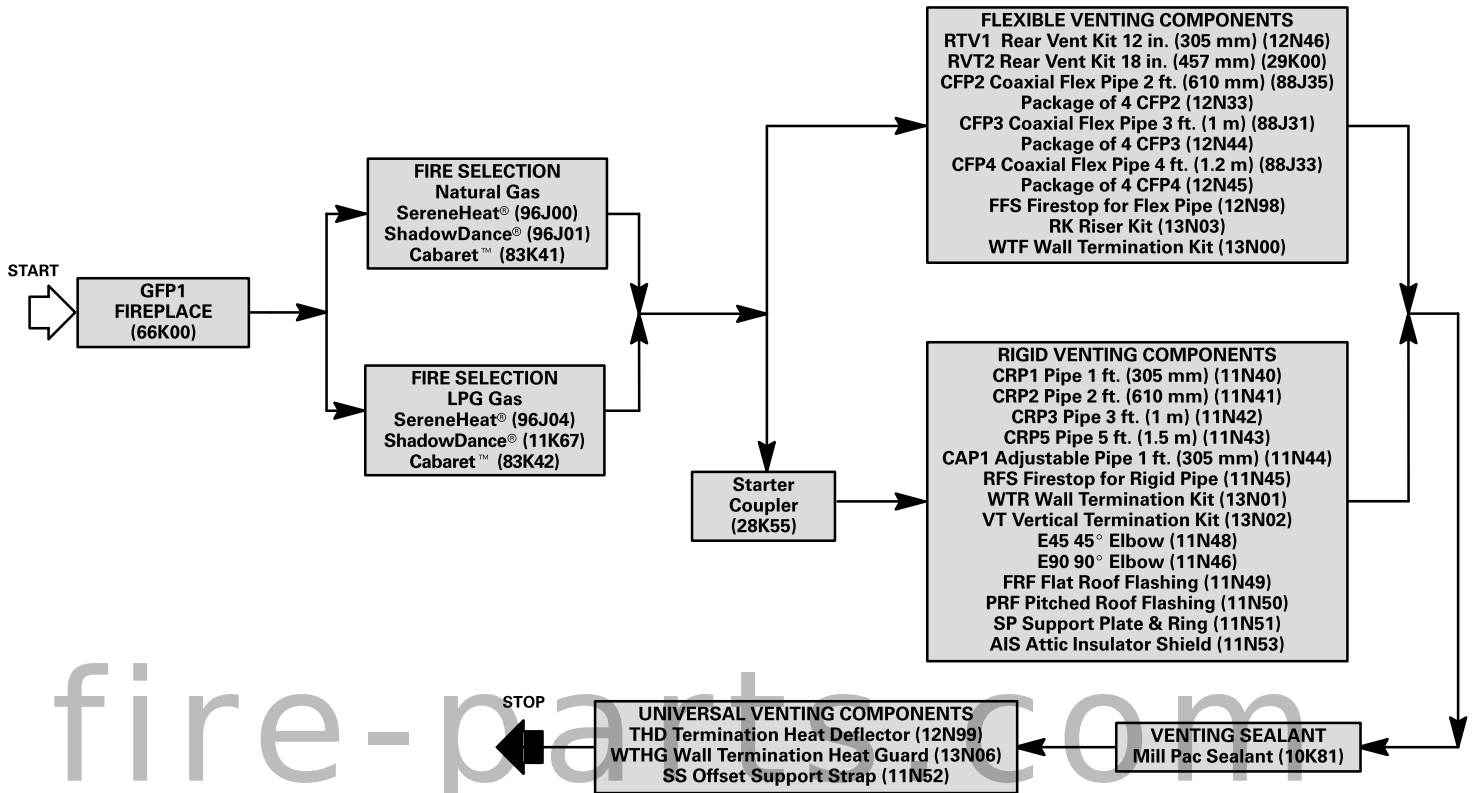 START
GFP1
FIREPLACE
(66K00)
FIRE SELECTION
Natural Gas
SereneHeat® (96J00)
ShadowDance® (96J01)
Cabaret™ (83K41)
FIRE SELECTION
LPG Gas
SereneHeat® (96J04)
ShadowDance® (11K67)
Cabaret™ (83K42)
FLEXIBLE VENTING COMPONENTS
RTV1 Rear Vent Kit 12 in. (305 mm) (12N46)
RVT2 Rear Vent Kit 18 in. (457 mm) (29K00)
CFP2 Coaxial Flex Pipe 2 ft. (610 mm) (88J35)
Package of 4 CFP2 (12N33)
CFP3 Coaxial Flex Pipe 3 ft. (1 m) (88J31)
Package of 4 CFP3 (12N44)
CFP4 Coaxial Flex Pipe 4 ft. (1.2 m) (88J33)
Package of 4 CFP4 (12N45)
FFS Firestop for Flex Pipe (12N98)
RK Riser Kit (13N03)
WTF Wall Termination Kit (13N00)
Starter
Coupler
(28K55)
RIGID VENTING COMPONENTS
CRP1 Pipe 1 ft. (305 mm) (11N40)
CRP2 Pipe 2 ft. (610 mm) (11N41)
CRP3 Pipe 3 ft. (1 m) (11N42)
CRP5 Pipe 5 ft. (1.5 m) (11N43)
CAP1 Adjustable Pipe 1 ft. (305 mm) (11N44)
RFS Firestop for Rigid Pipe (11N45)
WTR Wall Termination Kit (13N01)
VT Vertical Termination Kit (13N02)
E45 45° Elbow (11N48)
E90 90° Elbow (11N46)
FRF Flat Roof Flashing (11N49)
PRF Pitched Roof Flashing (11N50)
SP Support Plate & Ring (11N51)
AIS Attic Insulator Shield (11N53)
VENTING SEALANT
Mill Pac Sealant (10K81)
UNIVERSAL VENTING COMPONENTS
THD Termination Heat Deflector (12N99)
WTHG Wall Termination Heat Guard (13N06)
SS Offset Support Strap (11N52)
STOP
fire-parts.com